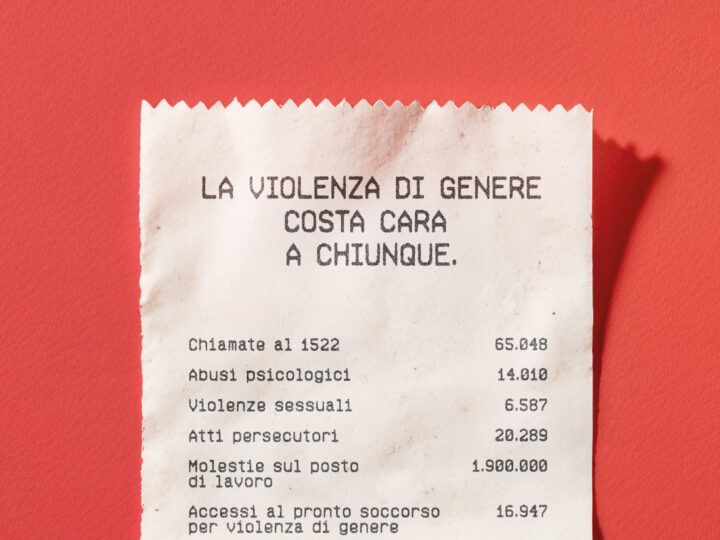 LA VIOLENZA DI GENERE
COSTA CARA
A CHIUNQUE.
Chiamate al 1522 65.048
Abusi psicologici 14.010
Violenze sessuali 6.587
Atti persecutori 20.289
Molestie sul posto 1.900.000
di lavoro
Accessi al pronto soccorso 16.947
per violenza di genere